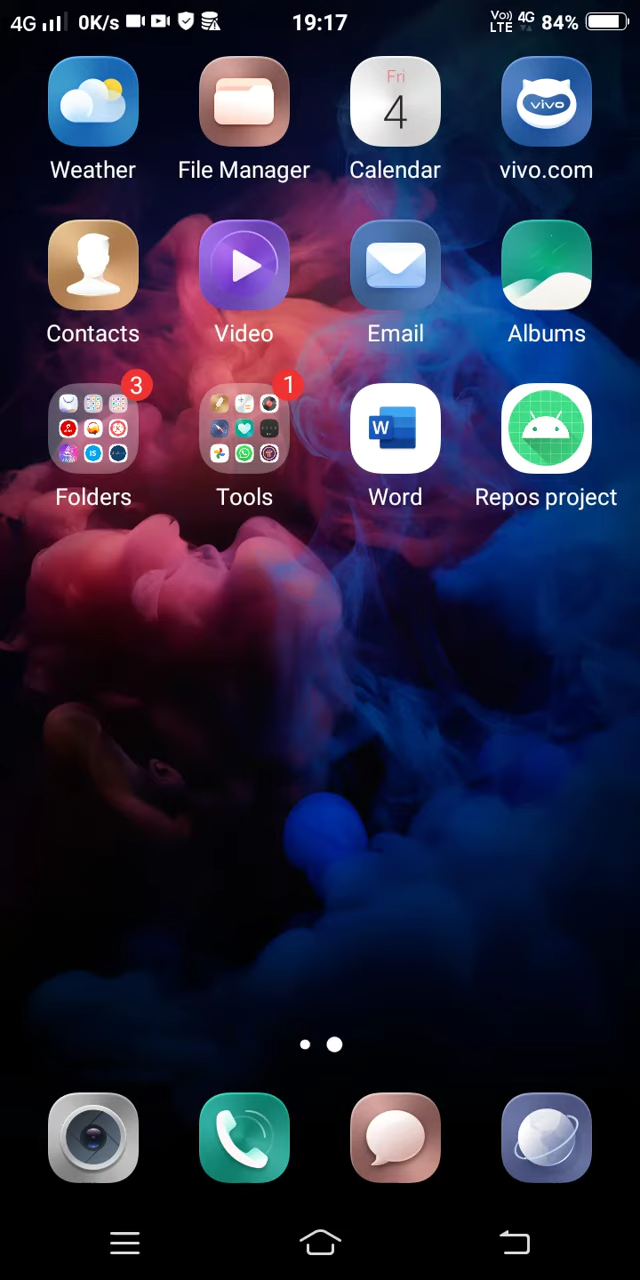 4G 0K/s 19:17 Vo) LTE 4G 84%
Fri
4
vivo
Weather File Manager Calendar vivo.com
Contacts Video Email Albums
3 1
W
Folders Tools Word Repos project